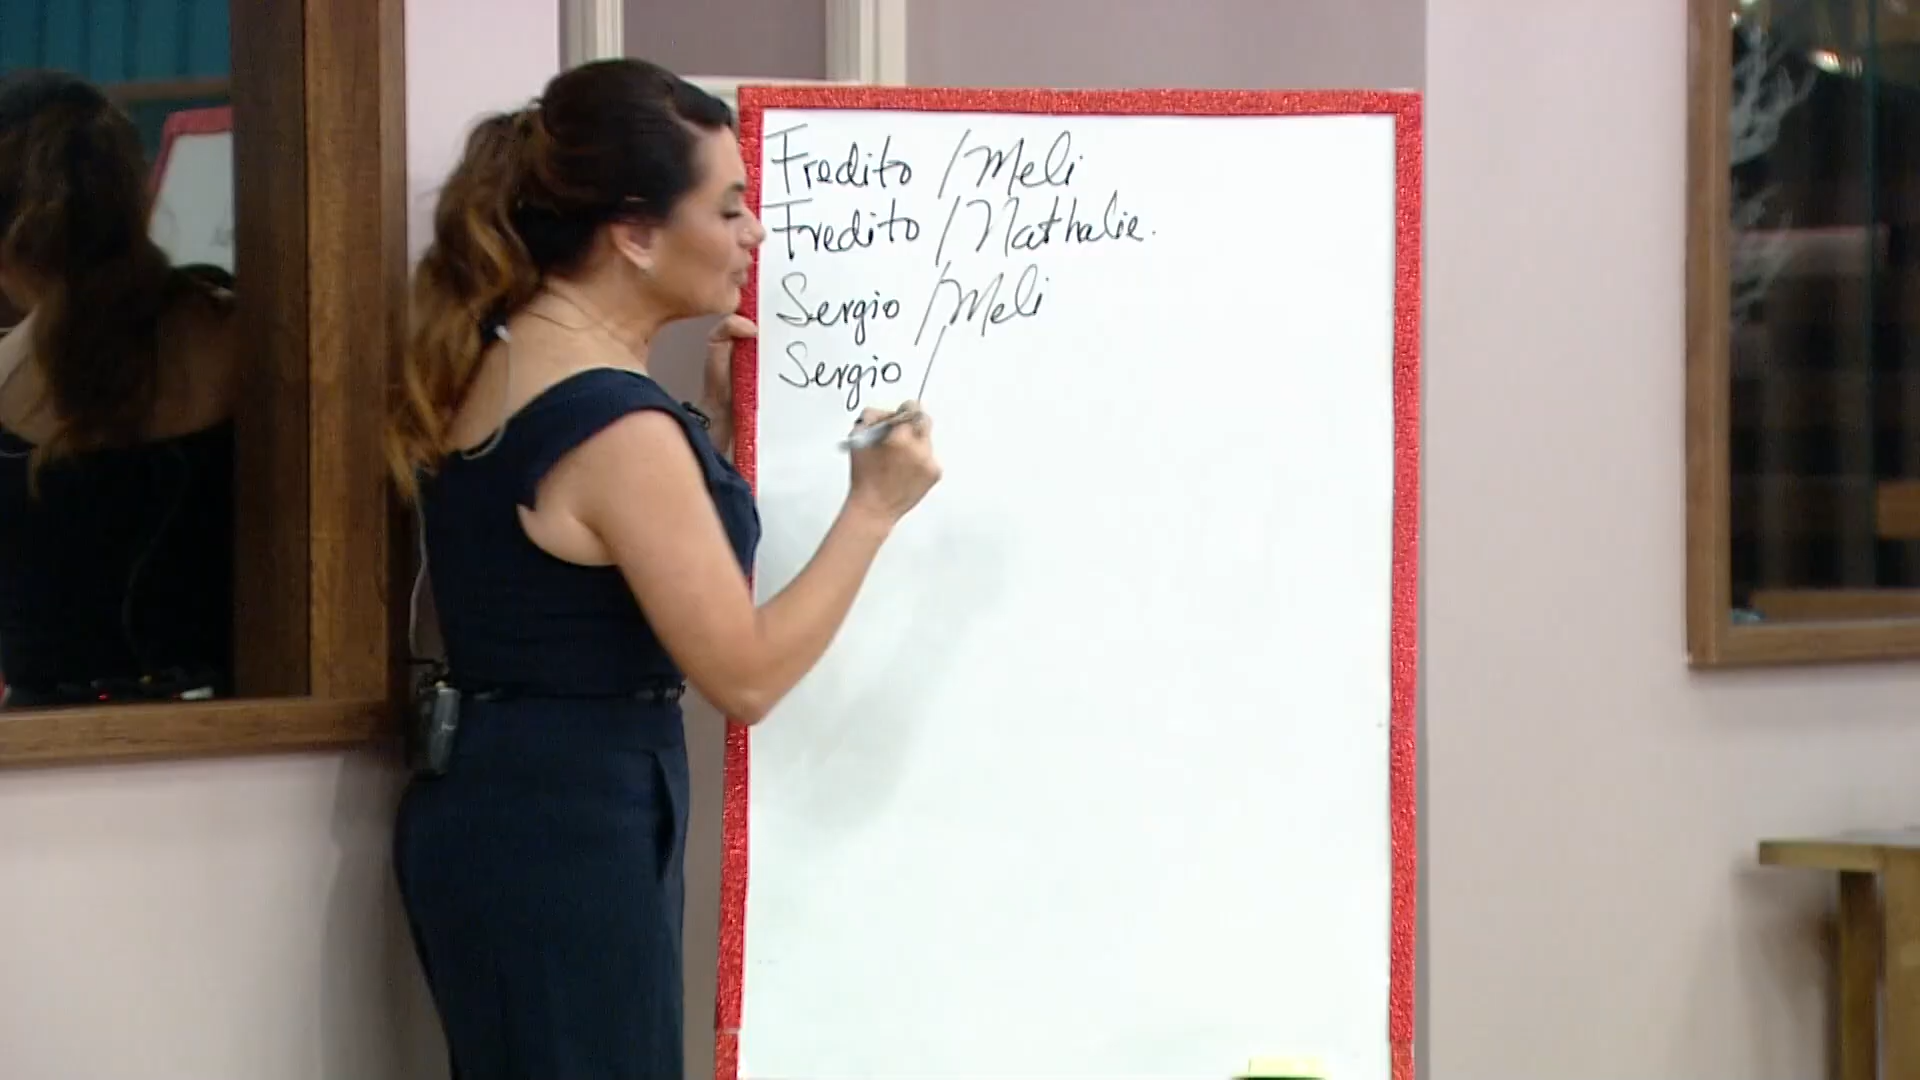 Fredito / Meli
Fredito / Nathalie.
Sergio / Meli
Sergio /